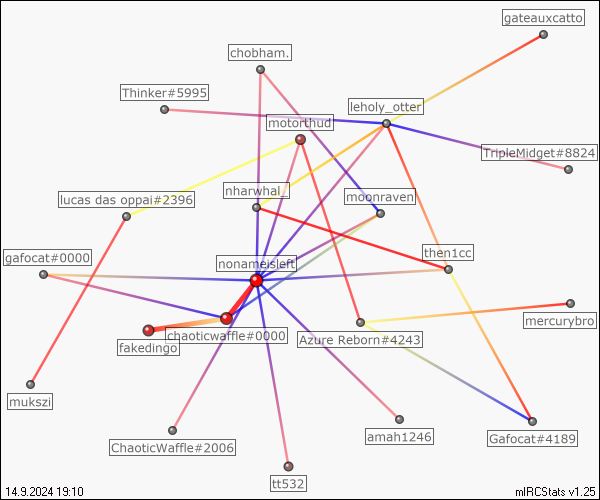 gateauxcatto
chobham.
Thinker#5995
leholy_otter
motorthud
TripleMidget#8824
nharwhal_
moonraven
lucas das oppai#2396
then1cc
gafocat#0000
nonameisleft
mercurybro
chaoticwaffle#0000
Azure Reborn#4243
fakedingo
mukszi
amah1246
Gafocat#4189
ChaoticWaffle#2006
tt532
14.9.2024 19:10
mIRCStats v1.25